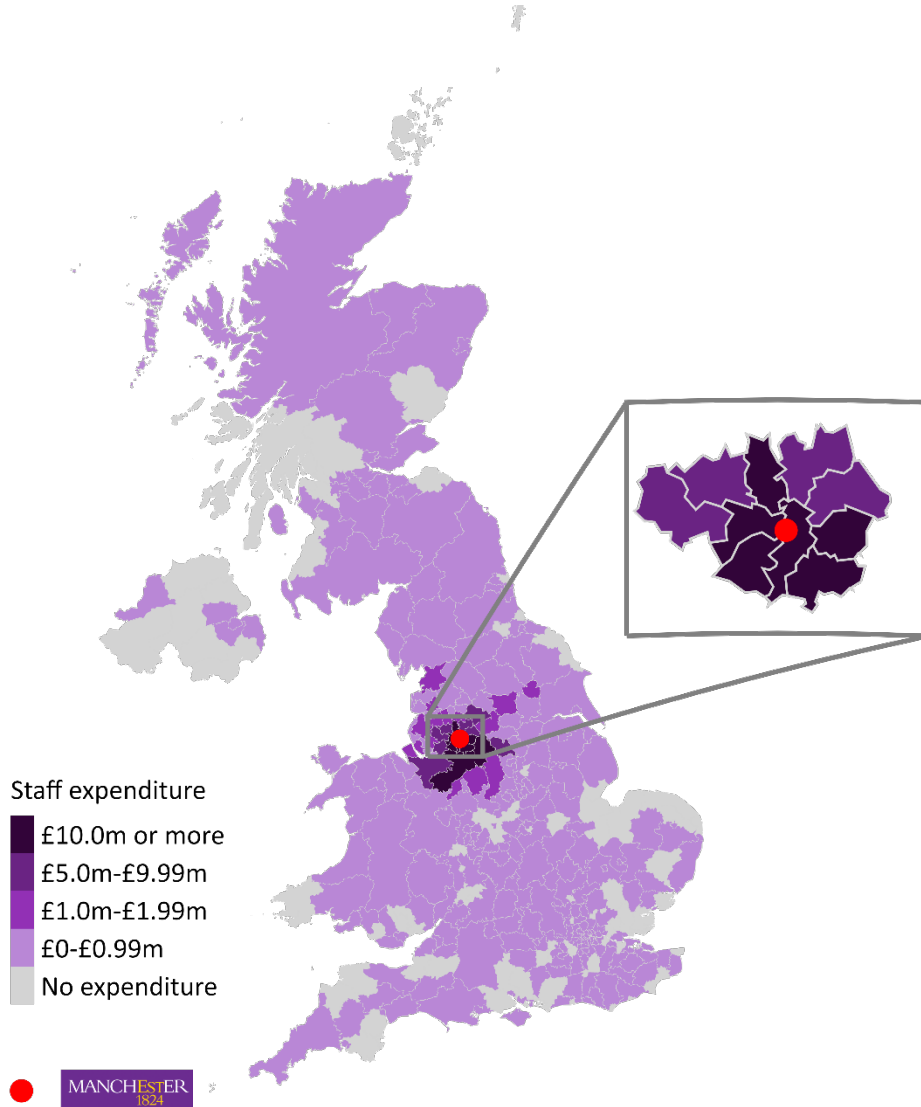 Staff expenditure
£10.0m or more
£5.0m-£9.99m
£1.0m-£1.99m
£0-£0.99m
No expenditure
MANCHESTER
1824